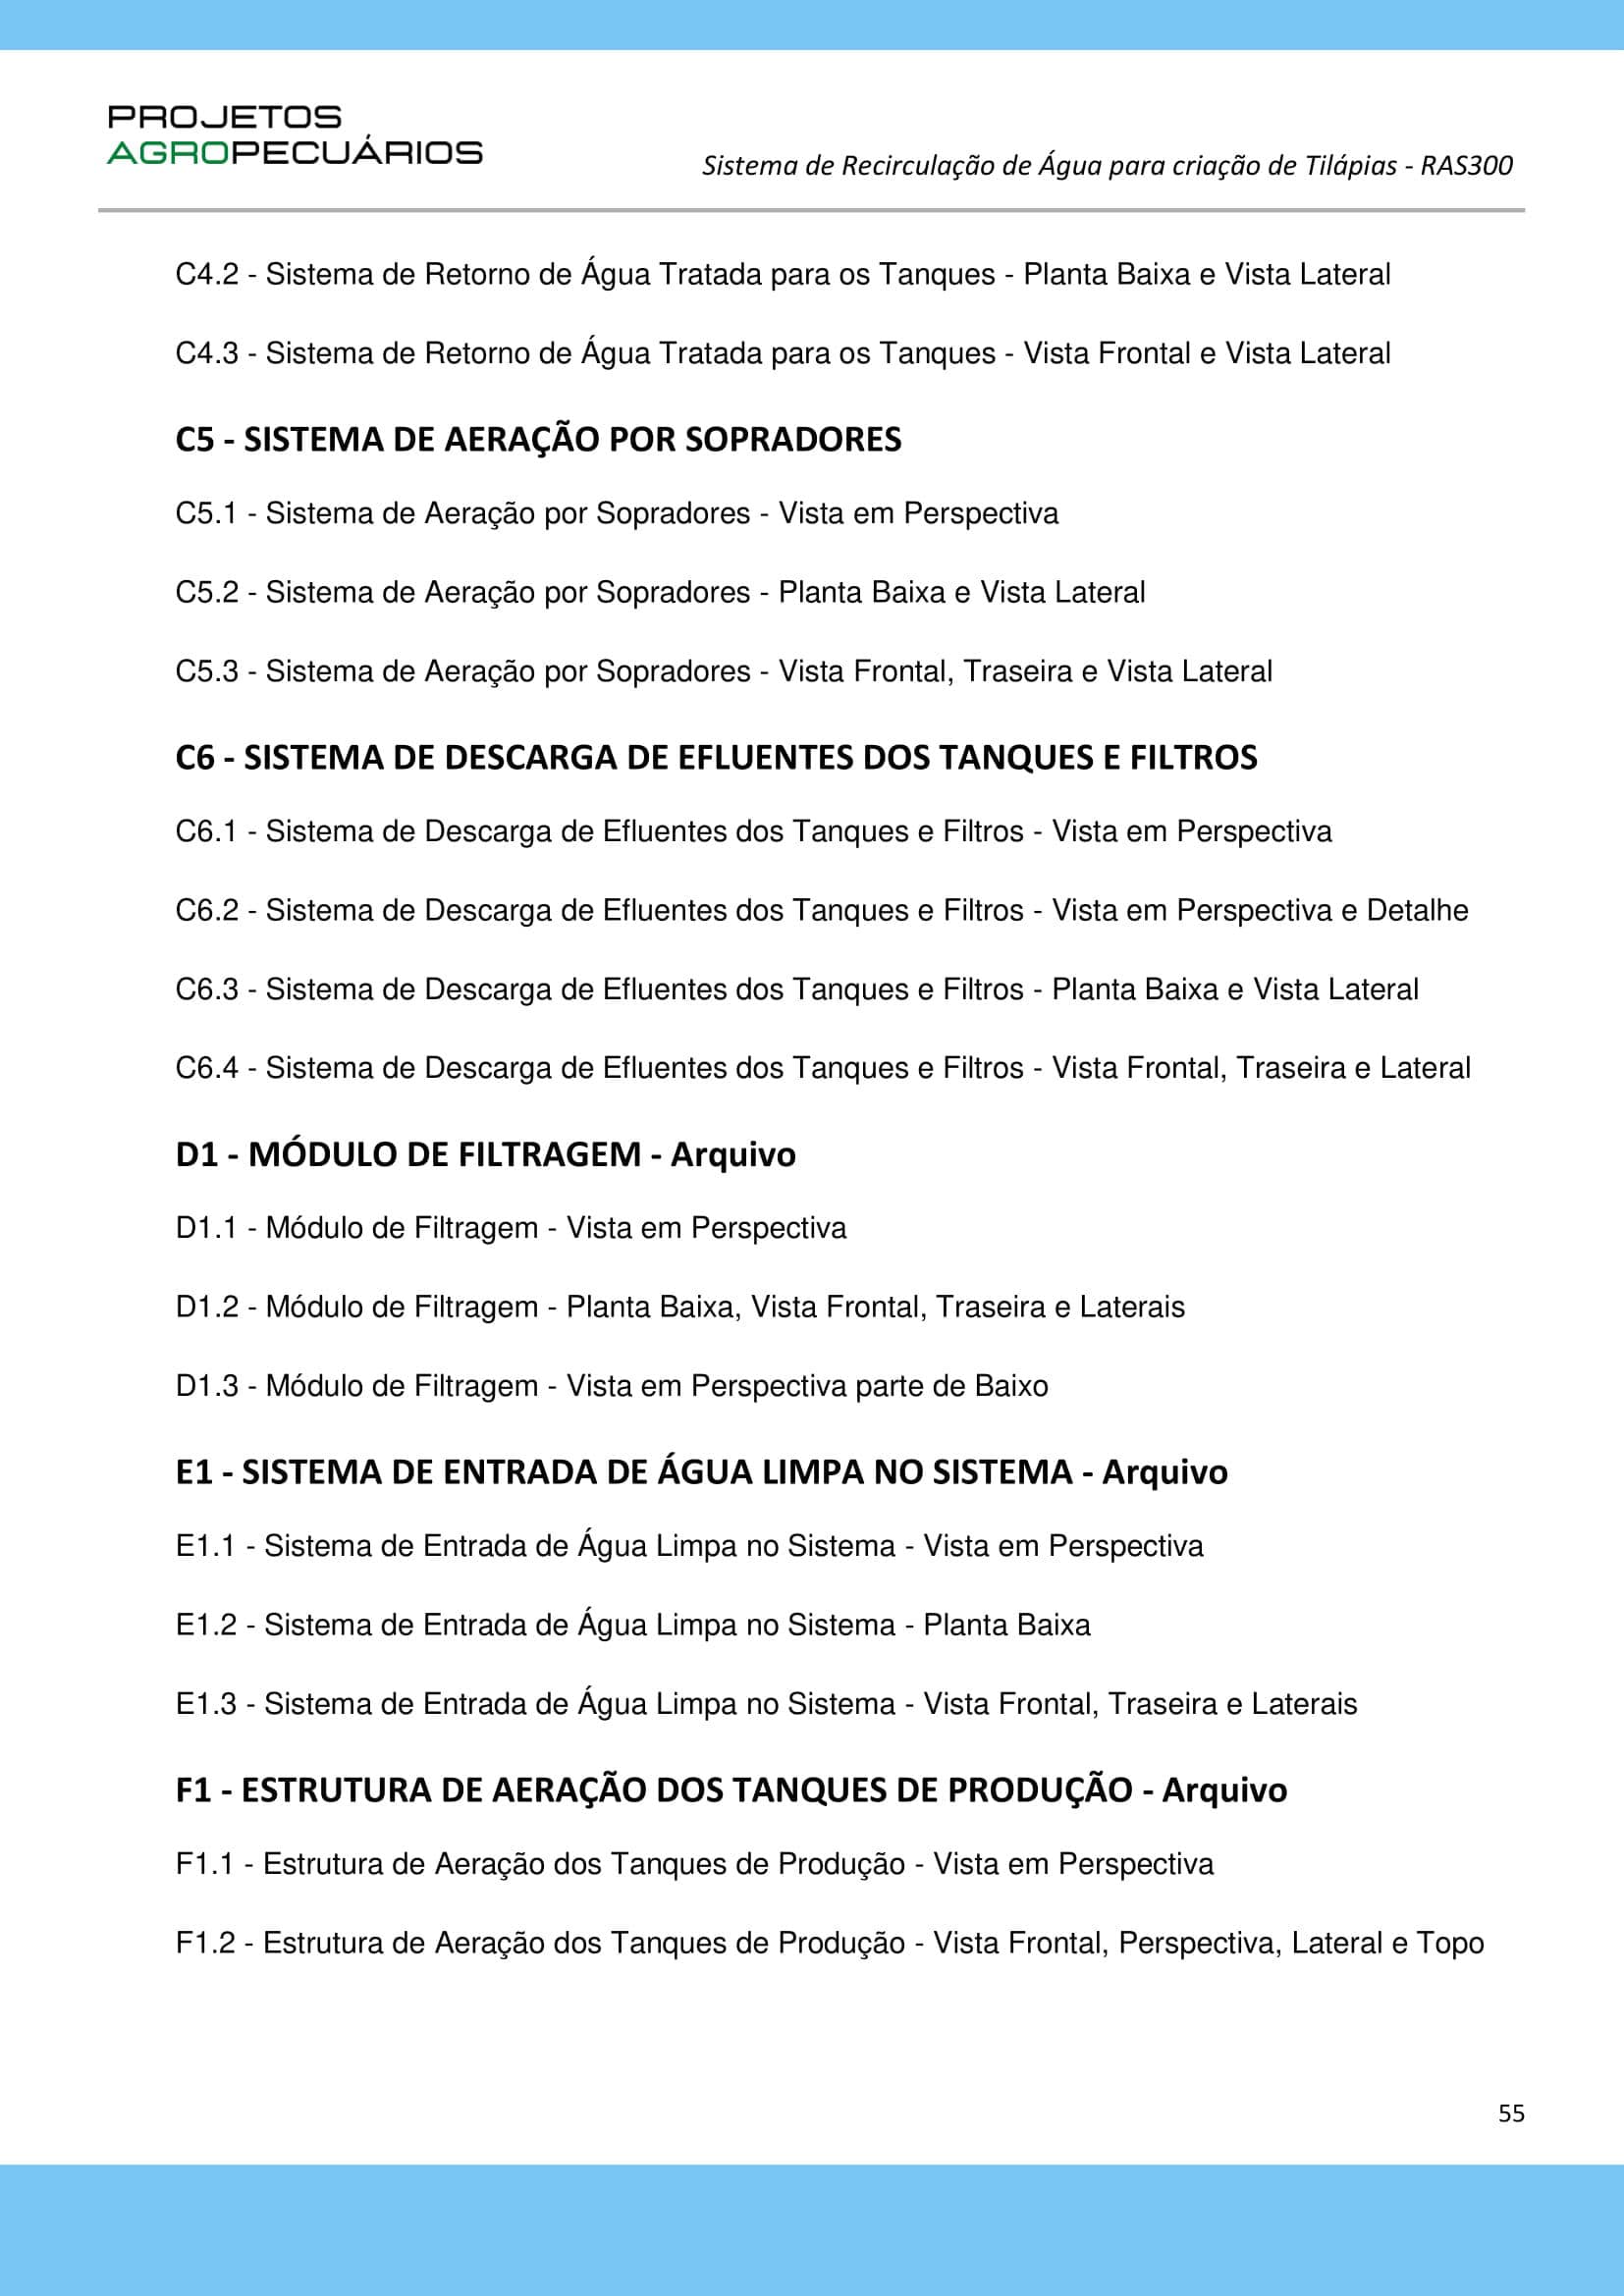 PROJETOS
AGROPECUÁRIOS
Sistema de Recirculação de Água para criação de Tilápias - RAS300
C4.2 - Sistema de Retorno de Água Tratada para os Tanques - Planta Baixa e Vista Lateral
C4.3 - Sistema de Retorno de Água Tratada para os Tanques - Vista Frontal e Vista Lateral
C5 - SISTEMA DE AERAÇÃO POR SOPRADORES
C5.1 - Sistema de Aeração por Sopradores - Vista em Perspectiva
C5.2 - Sistema de Aeração por Sopradores - Planta Baixa e Vista Lateral
C5.3 - Sistema de Aeração por Sopradores - Vista Frontal, Traseira e Vista Lateral
C6 - SISTEMA DE DESCARGA DE EFLUENTES DOS TANQUES E FILTROS
C6.1 - Sistema de Descarga de Efluentes dos Tanques e Filtros - Vista em Perspectiva
C6.2 - Sistema de Descarga de Efluentes dos Tanques e Filtros - Vista em Perspectiva e Detalhe
C6.3 - Sistema de Descarga de Efluentes dos Tanques e Filtros - Planta Baixa e Vista Lateral
C6.4 - Sistema de Descarga de Efluentes dos Tanques e Filtros - Vista Frontal, Traseira e Lateral
D1 - MÓDULO DE FILTRAGEM - Arquivo
D1.1 - Módulo de Filtragem - Vista em Perspectiva
D1.2 - Módulo de Filtragem - Planta Baixa, Vista Frontal, Traseira e Laterais
D1.3 - Módulo de Filtragem - Vista em Perspectiva parte de Baixo
E1 - SISTEMA DE ENTRADA DE ÁGUA LIMPA NO SISTEMA - Arquivo
E1.1 - Sistema de Entrada de Água Limpa no Sistema - Vista em Perspectiva
E1.2 - Sistema de Entrada de Água Limpa no Sistema - Planta Baixa
E1.3 - Sistema de Entrada de Água Limpa no Sistema - Vista Frontal, Traseira e Laterais
F1 - ESTRUTURA DE AERAÇÃO DOS TANQUES DE PRODUÇÃO - Arquivo
F1.1 - Estrutura de Aeração dos Tanques de Produção - Vista em Perspectiva
F1.2 - Estrutura de Aeração dos Tanques de Produção - Vista Frontal, Perspectiva, Lateral e Topo
55